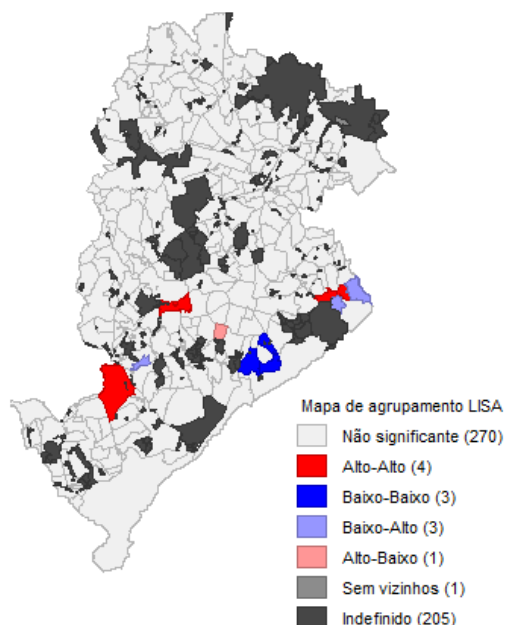 Mapa de agrupamento LISA
Não significante (270)
Alto-Alto (4)
Baixo-Baixo (3)
Baixo-Alto (3)
Alto-Baixo (1)
Sem vizinhos (1)
Indefinido (205)